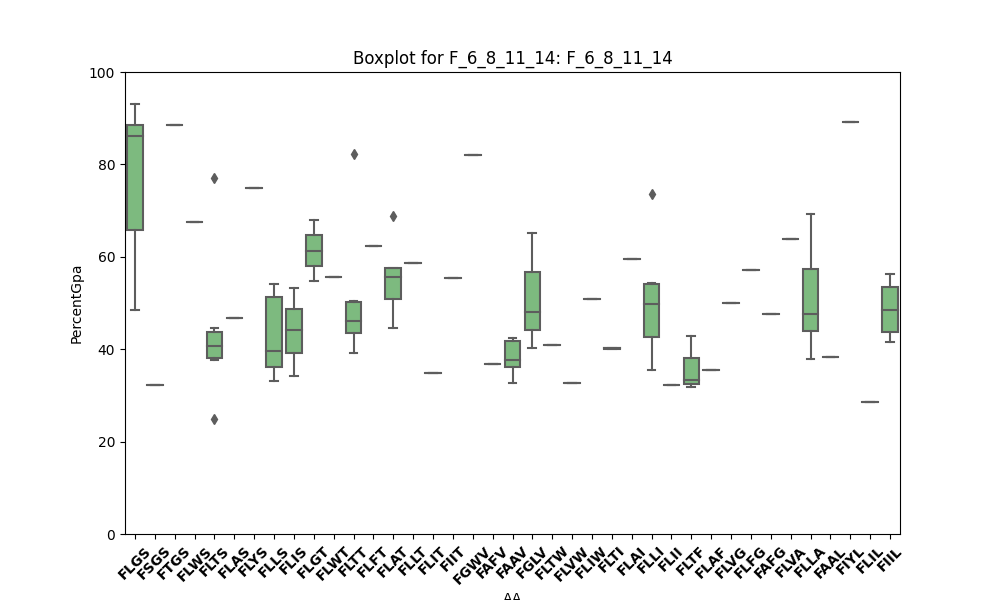 Boxplot for F_6_8_11_14: F_6_8_11_14
PercentGpa
100
80
60
40
20
0
FLGS
FSGS
FTGS
FLWS
FLTS
FLAS
FLYS
FLLS
FLIS
FLGT
FLWT
FLTT
FLFT
FLAT
FLLT
FLIT
FIIT
FGWV
FAFV
FAAV
FGLV
FLTW
FLVW
FLIW
FLTI
FLAI
FLLI
FLII
FLTF
FLAF
FLVG
FLFG
FAFG
FLVA
FLLA
FAAL
FIYL
FLIL
FIIL
AA